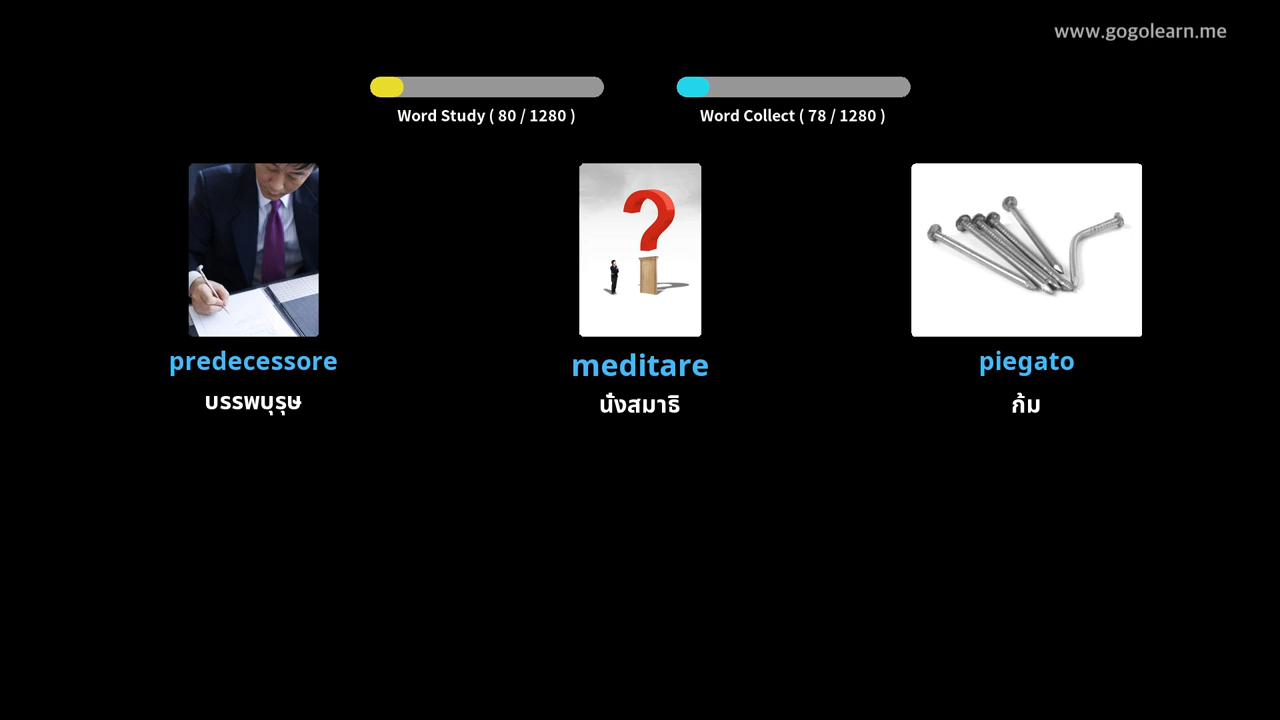 www.gogolearn.me
Word Study ( 80 / 1280 )
Word Collect ( 78 / 1280 )
predecessore
meditare
piegato
บรรพบุรุษ
นั่งสมาธิ
ก้ม